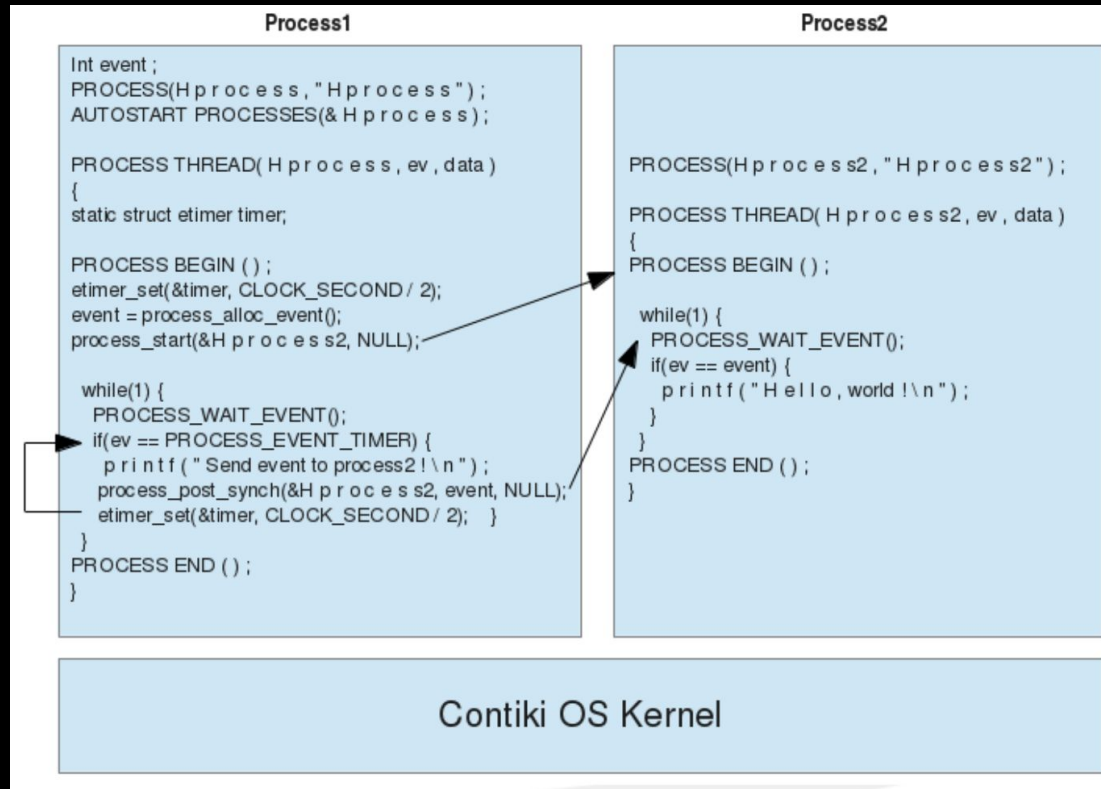 Process1
Int event ;
PROCESS(H p r o c e s s , " H p r o c e s s " ) ;
AUTOSTART PROCESSES(& H p r o c e s s ) ;
PROCESS THREAD( H p r o c e s s , ev , data )
{
static struct etimer timer;
PROCESS BEGIN ( ) ;
etimer_set(&timer, CLOCK_SECOND / 2);
event = process_alloc_event();
process_start(&H p r o c e s s2, NULL);
while(1) {
PROCESS_WAIT_EVENT();
if(ev == PROCESS_EVENT_TIMER) {
p r i n t f ( " Send event to process2 ! \ n " ) ;
process_post_synch(&H p r o c e s s2, event, NULL);
etimer_set(&timer, CLOCK_SECOND / 2); }
}
PROCESS END ( ) ;
}
Process2
PROCESS(H p r o c e s s2 , " H p r o c e s s2 " ) ;
PROCESS THREAD( H p r o c e s s2 , ev , data )
{
PROCESS BEGIN ( ) ;
while(1) {
PROCESS_WAIT_EVENT();
if(ev == event) {
p r i n t f ( " H e l l o , world ! \ n " ) ;
}
}
PROCESS END ( ) ;
}
Contiki OS Kernel